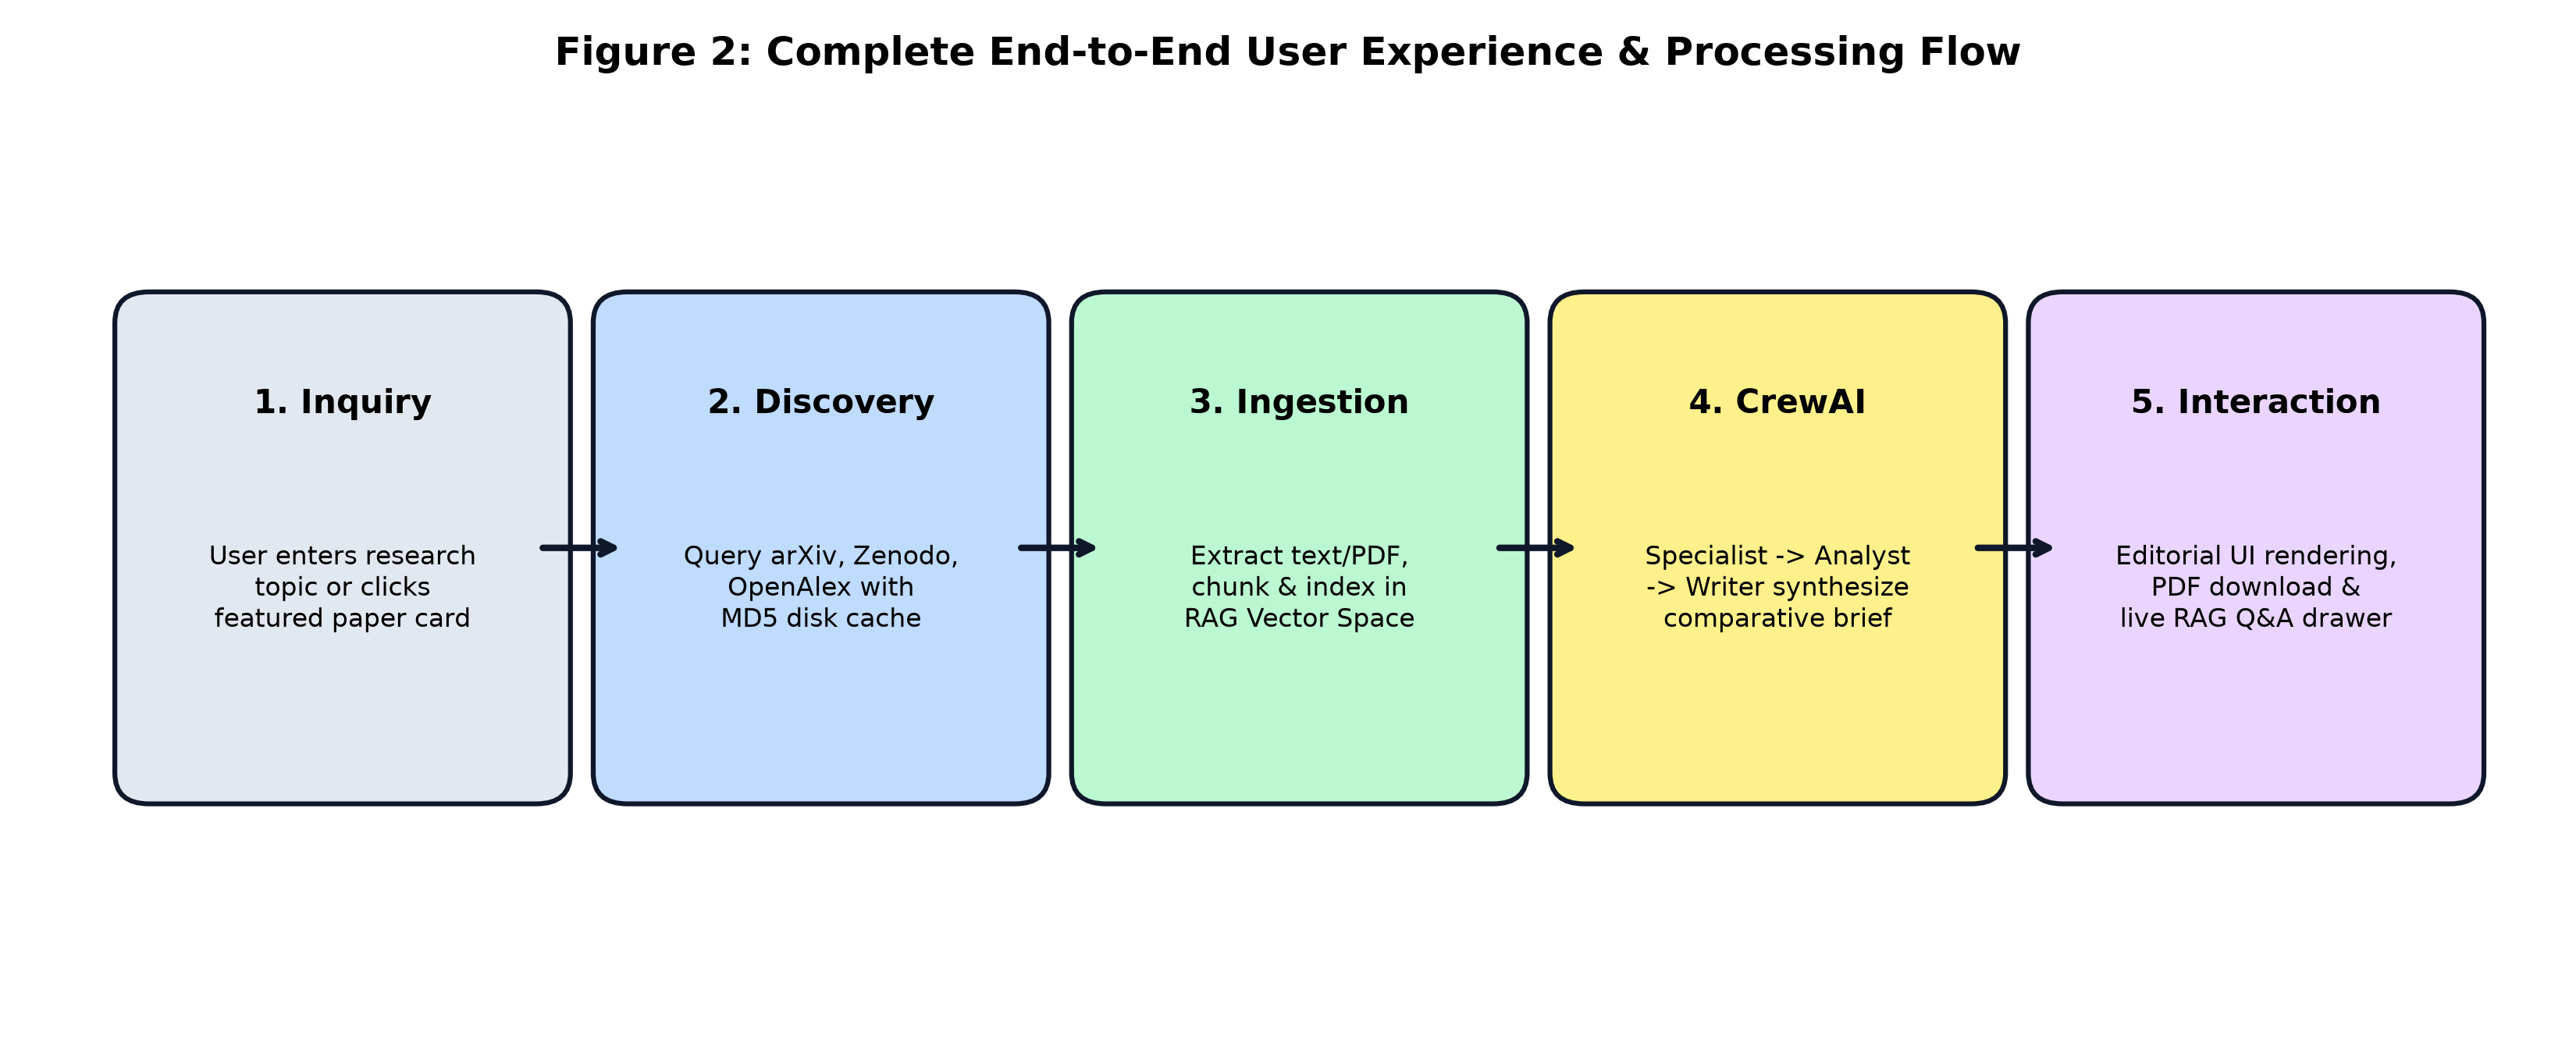 Figure 2: Complete End-to-End User Experience & Processing Flow
1. Inquiry
User enters research
topic or clicks
featured paper card
2. Discovery
Query arXiv, Zenodo,
OpenAlex with
MD5 disk cache
3. Ingestion
Extract text/PDF,
chunk & index in
RAG Vector Space
4. CrewAI
Specialist -> Analyst
-> Writer synthesize
comparative brief
5. Interaction
Editorial UI rendering,
PDF download &
live RAG Q&A drawer